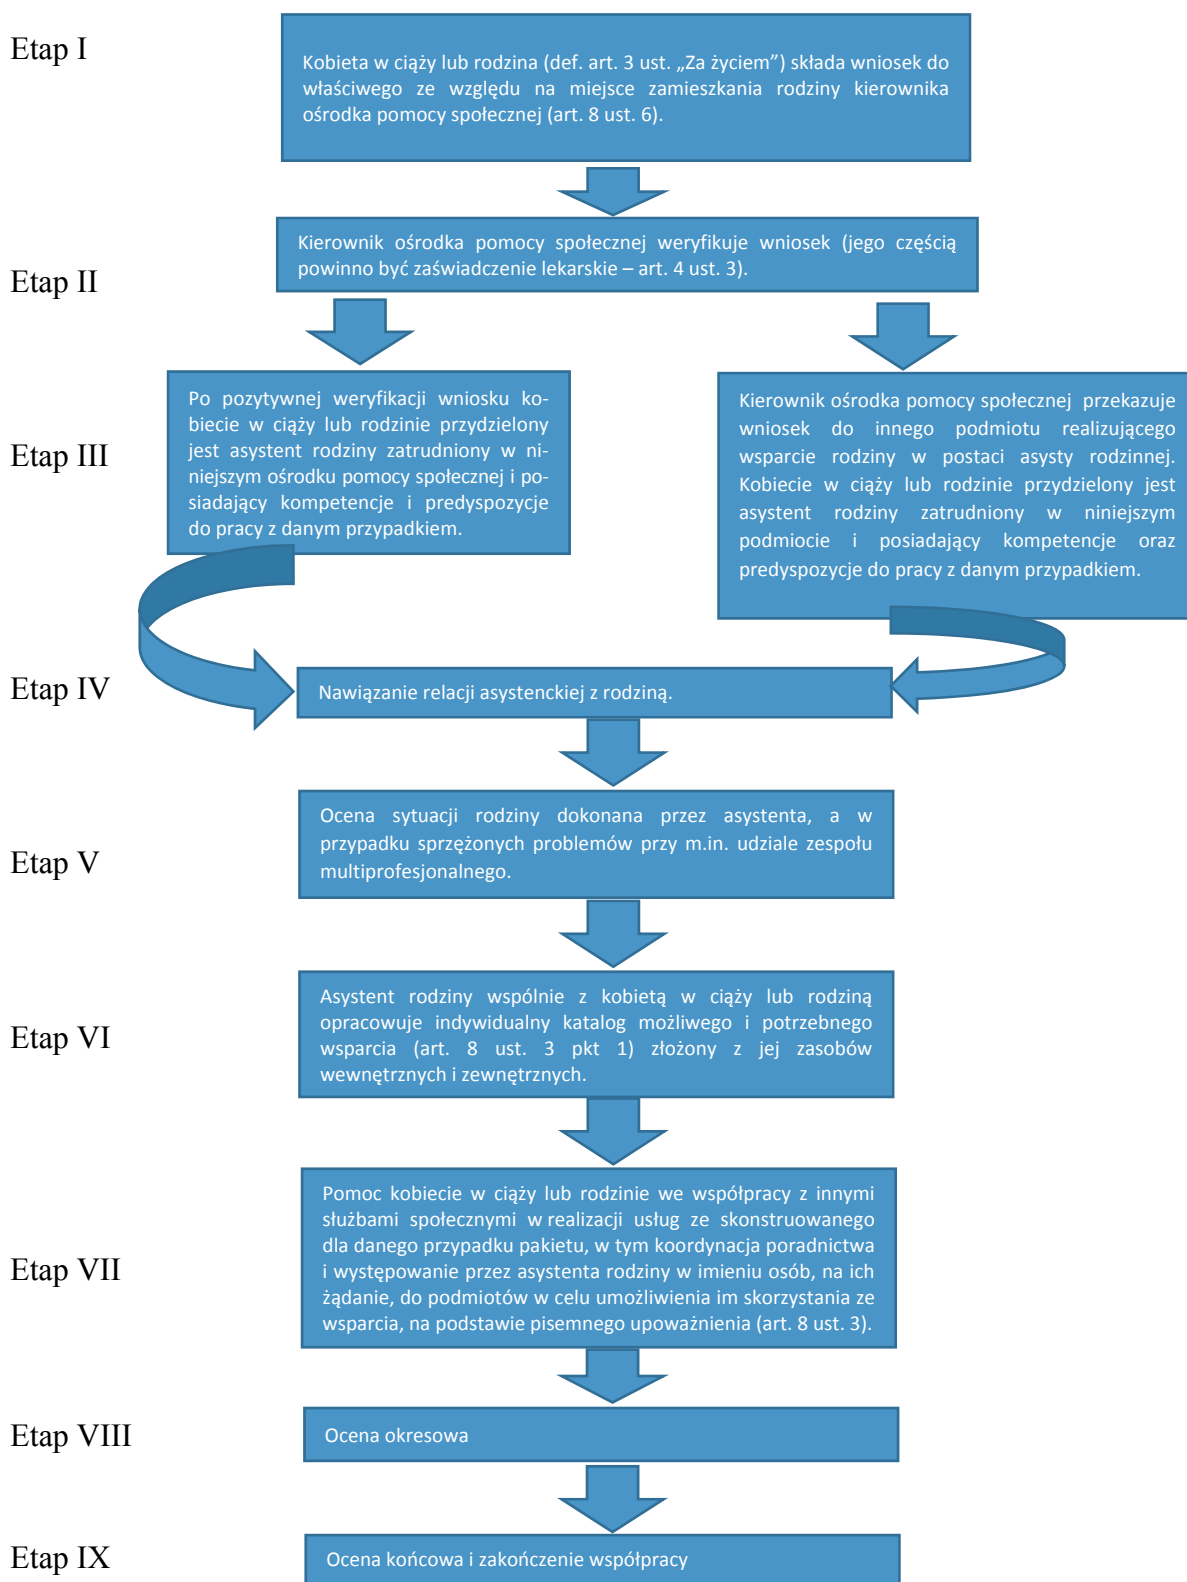 Etap I
Kobieta w ciąży lub rodzina (def. art. 3 ust. „Za życiem”) składa wniosek do
właściwego ze względu na miejsce zamieszkania rodziny kierownika
ośrodka pomocy społecznej (art. 8 ust. 6).
Etap II
Kierownik ośrodka pomocy społecznej weryfikuje wniosek (jego częścią
powinno być zaświadczenie lekarskie – art. 4 ust. 3).
Etap III
Po pozytywnej weryfikacji wniosku ko-
biecie w ciąży lub rodzinie przydzielony
jest asystent rodziny zatrudniony w ni-
niejszym ośrodku pomocy społecznej i po-
siadający kompetencje i predyspozycje
do pracy z danym przypadkiem.
Kierownik ośrodka pomocy społecznej przekazuje
wniosek do innego podmiotu realizującego
wsparcie rodziny w postaci asysty rodzinnej.
Kobiecie w ciąży lub rodzinie przydzielony jest
asystent rodziny zatrudniony w niniejszym
podmiocie i posiadający kompetencje oraz
predyspozycje do pracy z danym przypadkiem.
Etap IV
Nawiązanie relacji asystenckiej z rodziną.
Etap V
Ocena sytuacji rodziny dokonana przez asystenta, a w
przypadku sprzężonych problemów przy m.in. udziale zespołu
multiprofesjonalnego.
Etap VI
Asystent rodziny wspólnie z kobietą w ciąży lub rodziną
opracowuje indywidualny katalog możliwego i potrzebnego
wsparcia (art. 8 ust. 3 pkt 1) złożony z jej zasobów
wewnętrznych i zewnętrznych.
Etap VII
Pomoc kobiecie w ciąży lub rodzinie we współpracy z innymi
służbami społecznymi w realizacji usług ze skonstruowanego
dla danego przypadku pakietu, w tym koordynacja poradnictwa
i występowanie przez asystenta rodziny w imieniu osób, na ich
żądanie, do podmiotów w celu umożliwienia im skorzystania ze
wsparcia, na podstawie pisemnego upoważnienia (art. 8 ust. 3).
Etap VIII
Ocena okresowa
Etap IX
Ocena końcowa i zakończenie współpracy